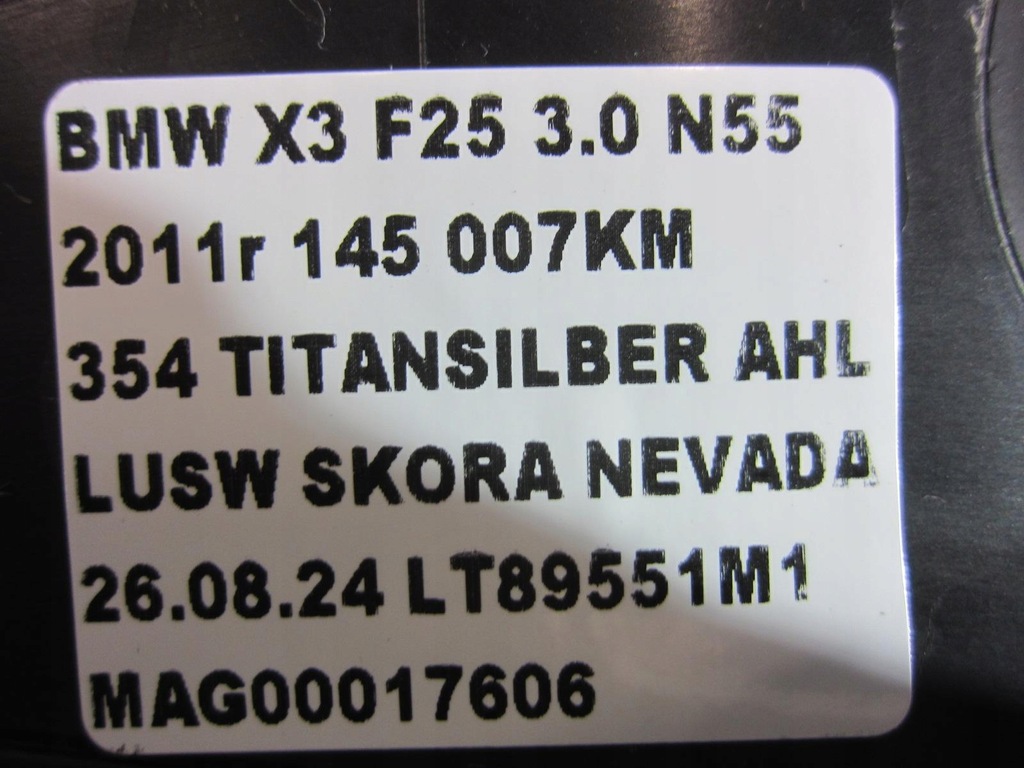 BMW X3 F25 3.0 N55
2011r 145 007KM
354 TITANSILBER AHL
LUSW SKORA NEVADA
26.08.24 LT89551M1
MAG00017606